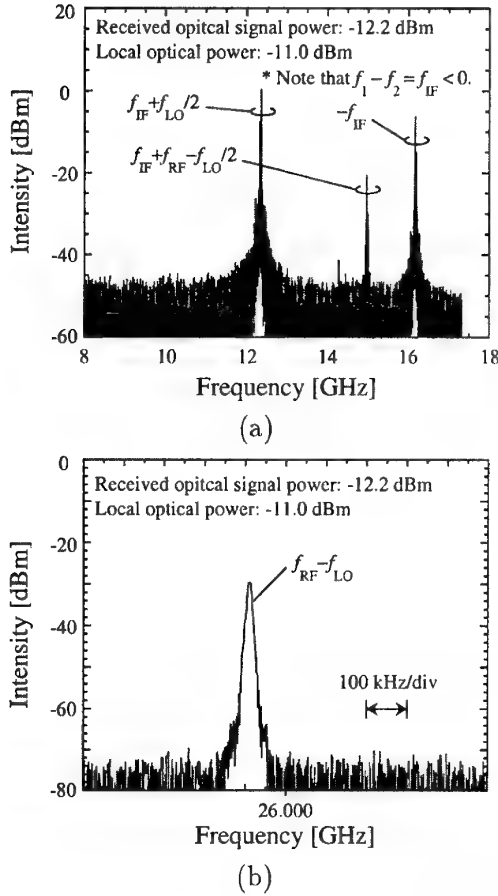 20
Received opitcal signal power: -12.2 dBm
Local optical power: -11.0 dBm
* Note that f1 − f2 = fIF < 0.
0
fIF+fLO/2
−fIF
fIF+fRF−fLO/2
-20
-40
-60
Intensity [dBm]
8 10 12 14 16 18
Frequency [GHz]
(a)
0
Received opitcal signal power: -12.2 dBm
Local optical power: -11.0 dBm
-20
fRF−fLO
-40
100 kHz/div
-60
-80
Intensity [dBm]
26.000
Frequency [GHz]
(b)